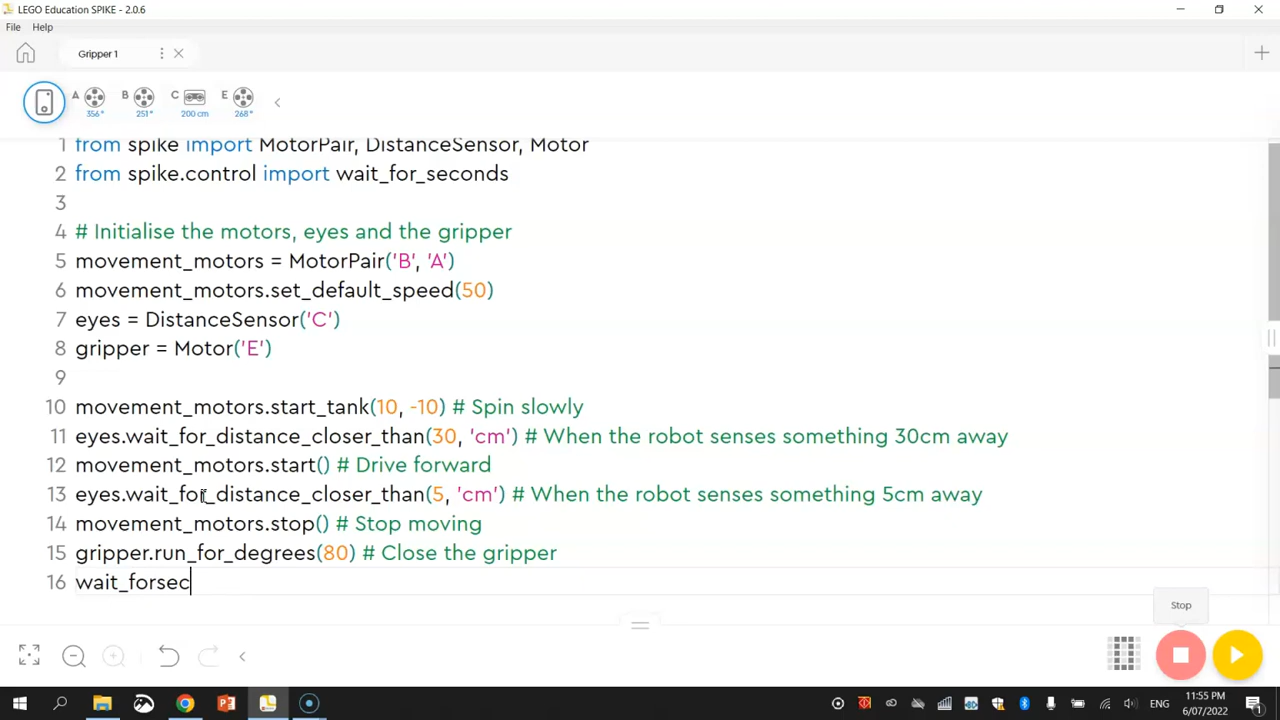 LEGO Education SPIKE - 2.0.6
File Help
Gripper 1
A B C E
356° 251° 200 cm 268°
1 from spike import MotorPair, DistanceSensor, Motor
2 from spike.control import wait_for_seconds
3
4 # Initialise the motors, eyes and the gripper
5 movement_motors = MotorPair('B', 'A')
6 movement_motors.set_default_speed(50)
7 eyes = DistanceSensor('C')
8 gripper = Motor('E')
9
10 movement_motors.start_tank(10, -10) # Spin slowly
11 eyes.wait_for_distance_closer_than(30, 'cm') # When the robot senses something 30cm away
12 movement_motors.start() # Drive forward
13 eyes.wait_for_distance_closer_than(5, 'cm') # When the robot senses something 5cm away
14 movement_motors.stop() # Stop moving
15 gripper.run_for_degrees(80) # Close the gripper
16 wait_forsec
Stop
ENG
11:55 PM
6/07/2022
1